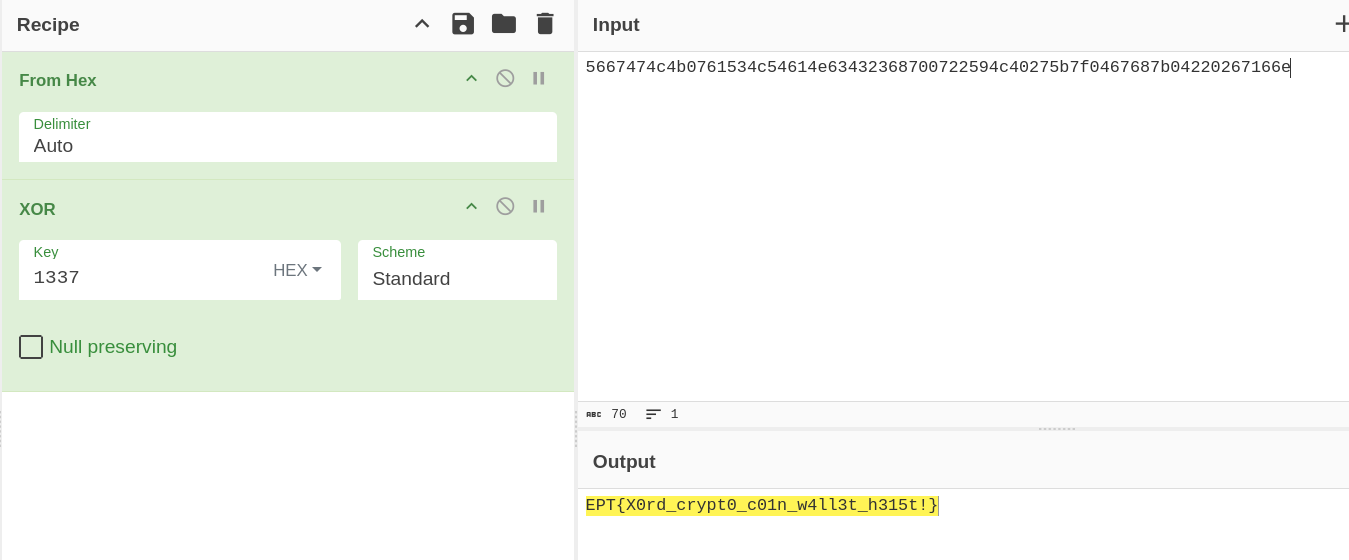 Recipe
From Hex
Delimiter
Auto
XOR
Key
1337
HEX
Scheme
Standard
Null preserving
Input
5667474c4b0761534c54614e63432368700722594c40275b7f0467687b04220267166e
ABC 70 1
Output
EPT{X0rd_crypt0_c01n_w4ll3t_h315t!}